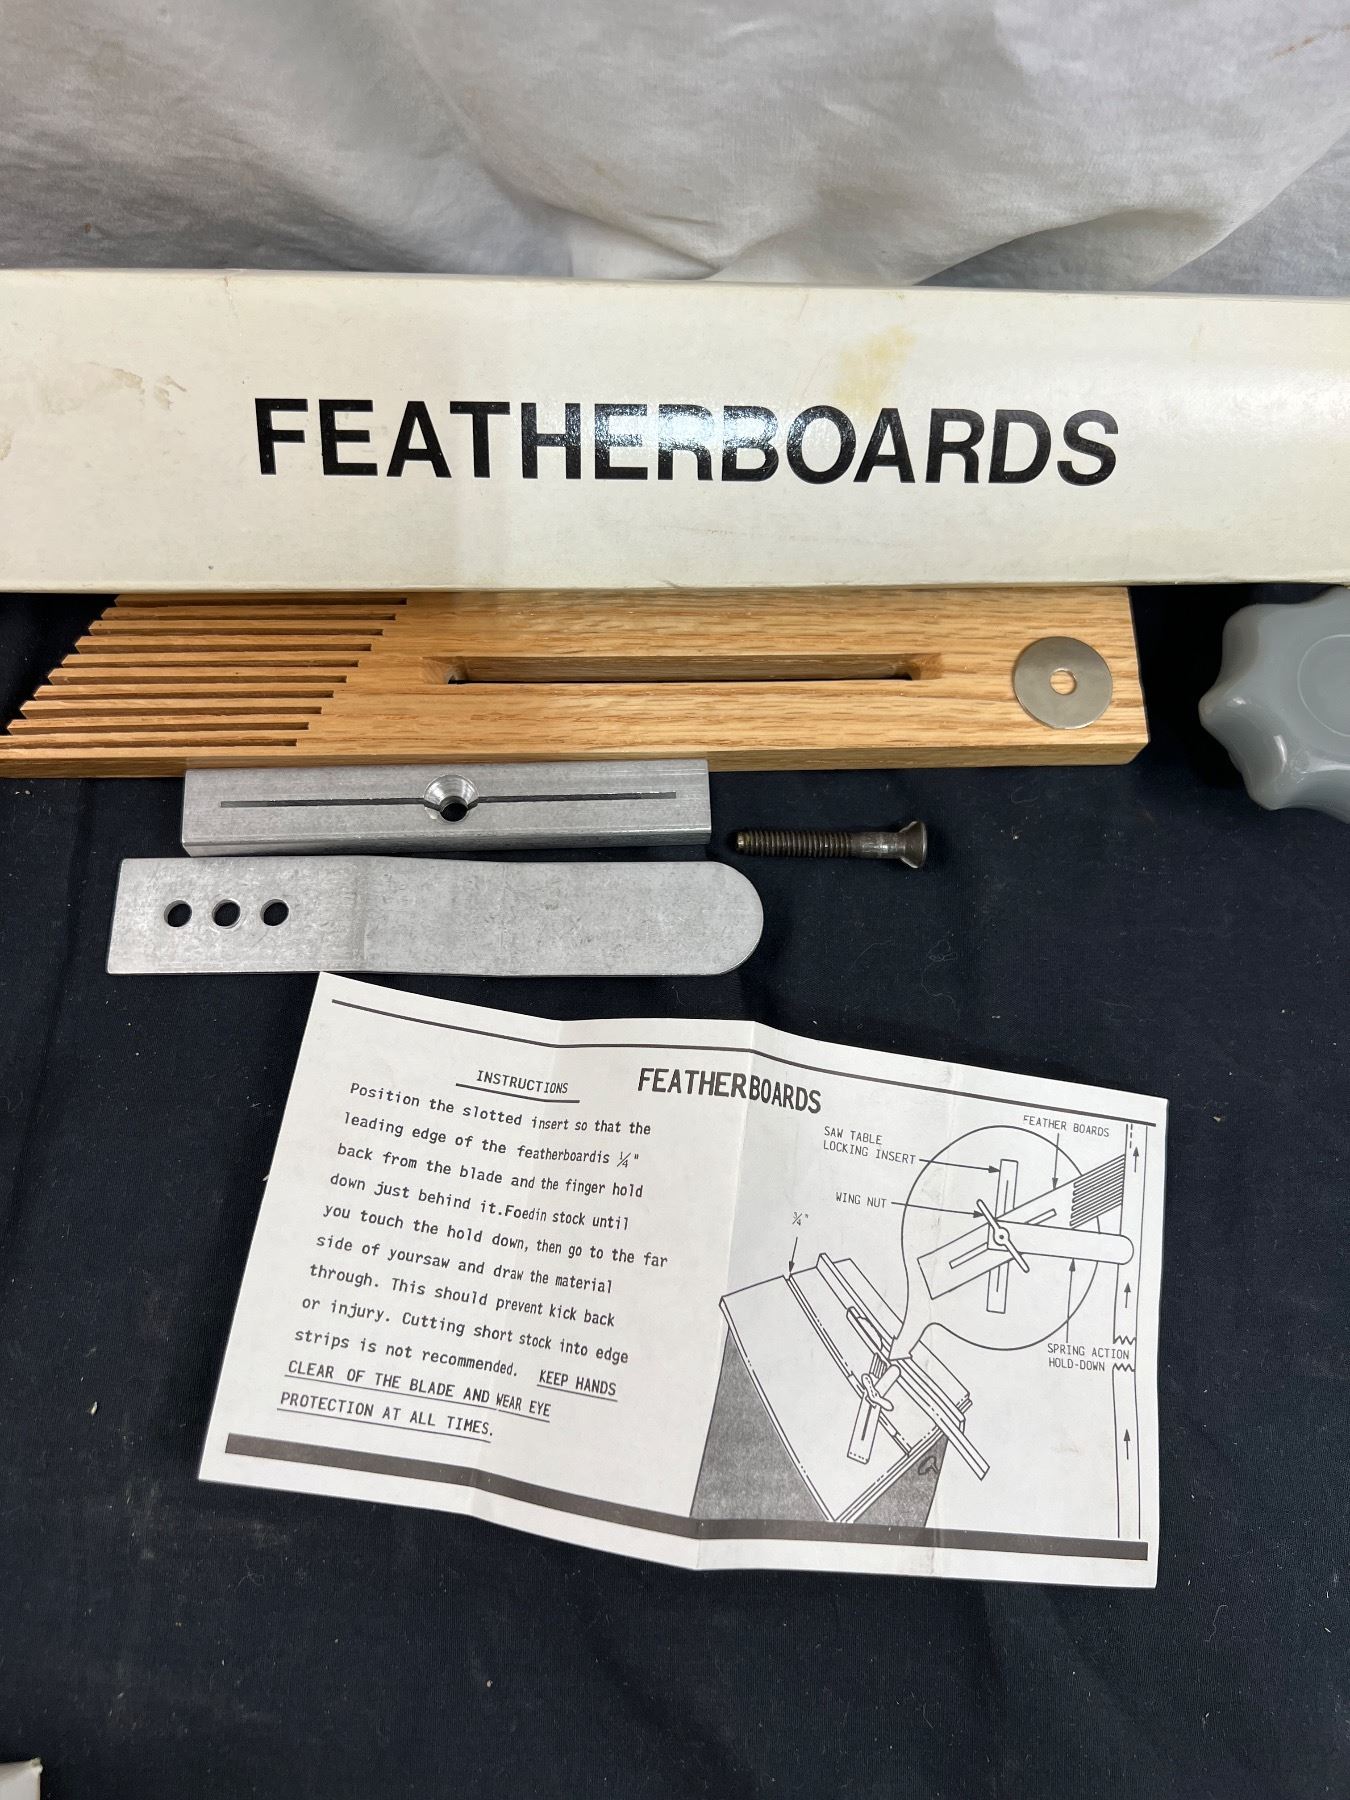 FEATHERBOARDS
FEATHERBOARDS
INSTRUCTIONS
Position the slotted insert so that the
leading edge of the featherboardis ¼"
back from the blade and the finger hold
down just behind it.Foedin stock until
you touch the hold down, then go to the far
side of yoursaw and draw the material
through. This should prevent kick back
or injury. Cutting short stock into edge
strips is not recommended. KEEP HANDS
CLEAR OF THE BLADE AND WEAR EYE
PROTECTION AT ALL TIMES.
FEATHER BOARDS
SAW TABLE
LOCKING INSERT
WING NUT
¾"
SPRING ACTION
HOLD-DOWN